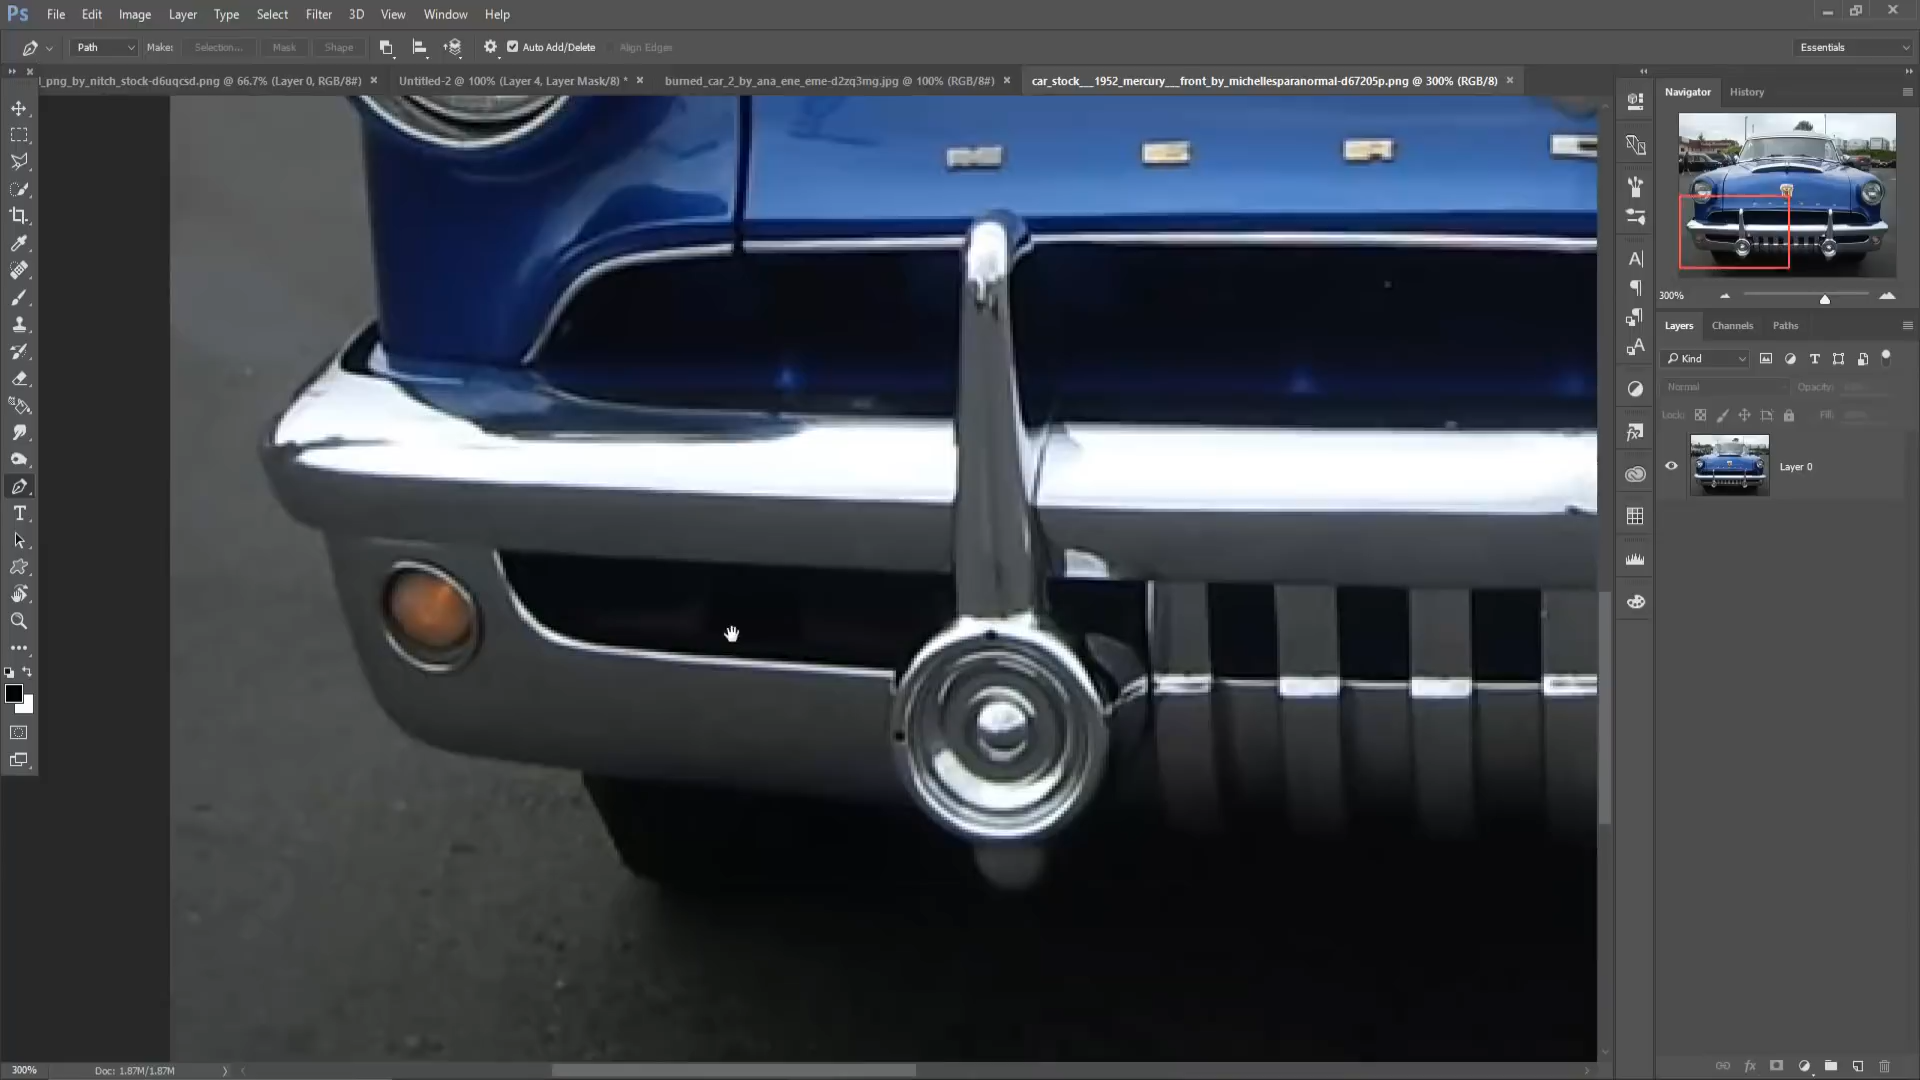 Ps File Edit Image Layer Type Select Filter 3D View Window Help
Path Make: Selection... Mask Shape Auto Add/Delete Align Edges Essentials
l_png_by_nitch_stock-d6uqcsd.png @ 66.7% (Layer 0, RGB/8#) Untitled-2 @ 100% (Layer 4, Layer Mask/8) * burned_car_2_by_ana_ene_eme-d2zq3mg.jpg @ 100% (RGB/8#) car_stock___1952_mercury___front_by_michellesparanormal-d67205p.png @ 300% (RGB/8)
Navigator History
300%
Layers Channels Paths
Kind
Normal Opacity:
Lock: Fill:
Layer 0
300% Doc: 1.87M/1.87M